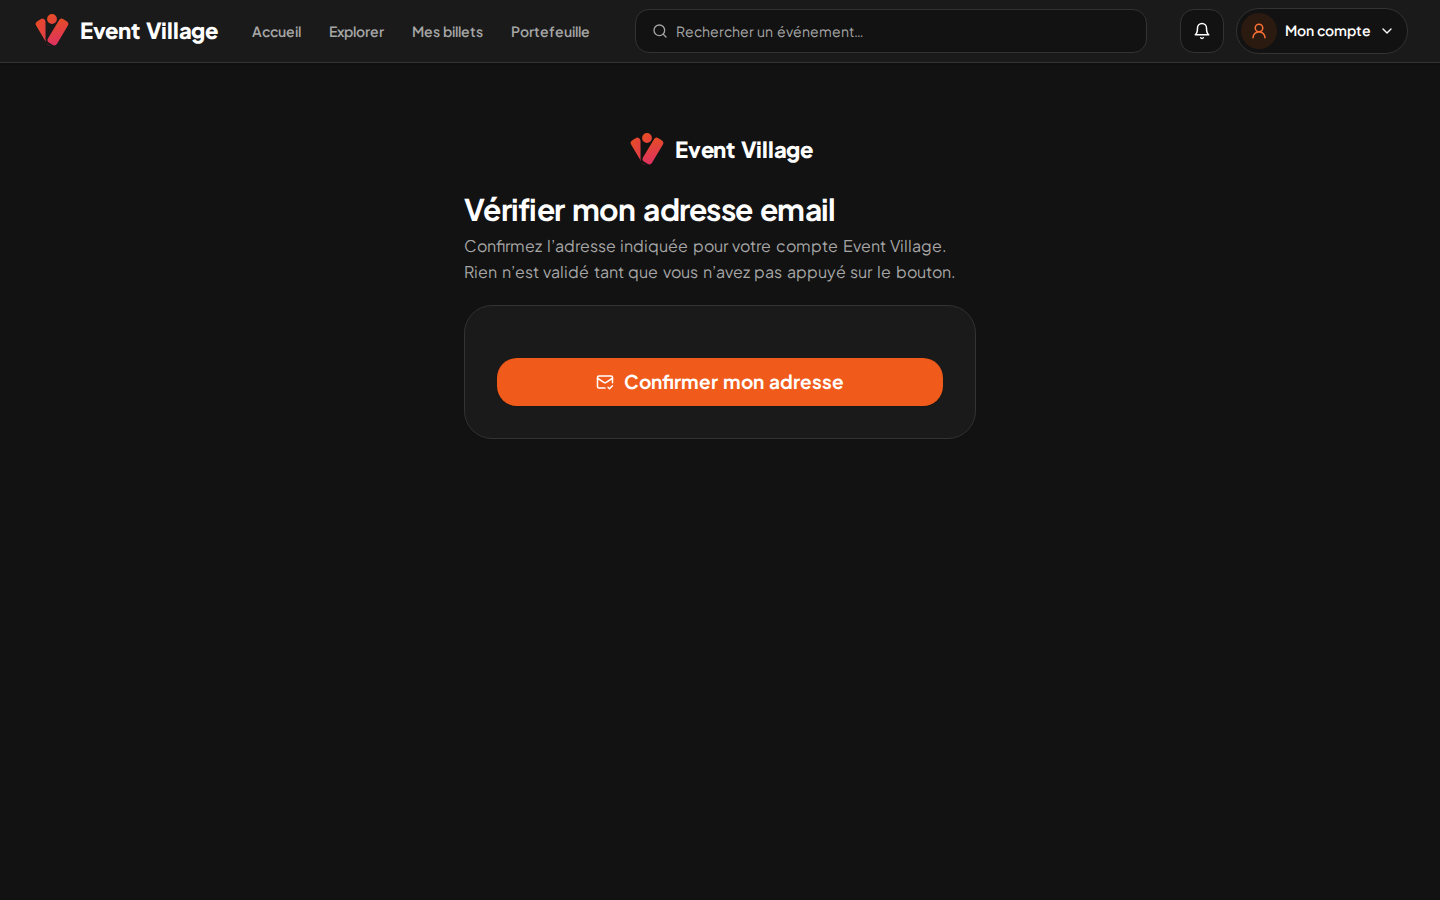 Event Village
Accueil
Explorer
Mes billets
Portefeuille
Rechercher un événement...
Mon compte
Event Village
Vérifier mon adresse email
Confirmez l’adresse indiquée pour votre compte Event Village.
Rien n’est validé tant que vous n’avez pas appuyé sur le bouton.
Confirmer mon adresse